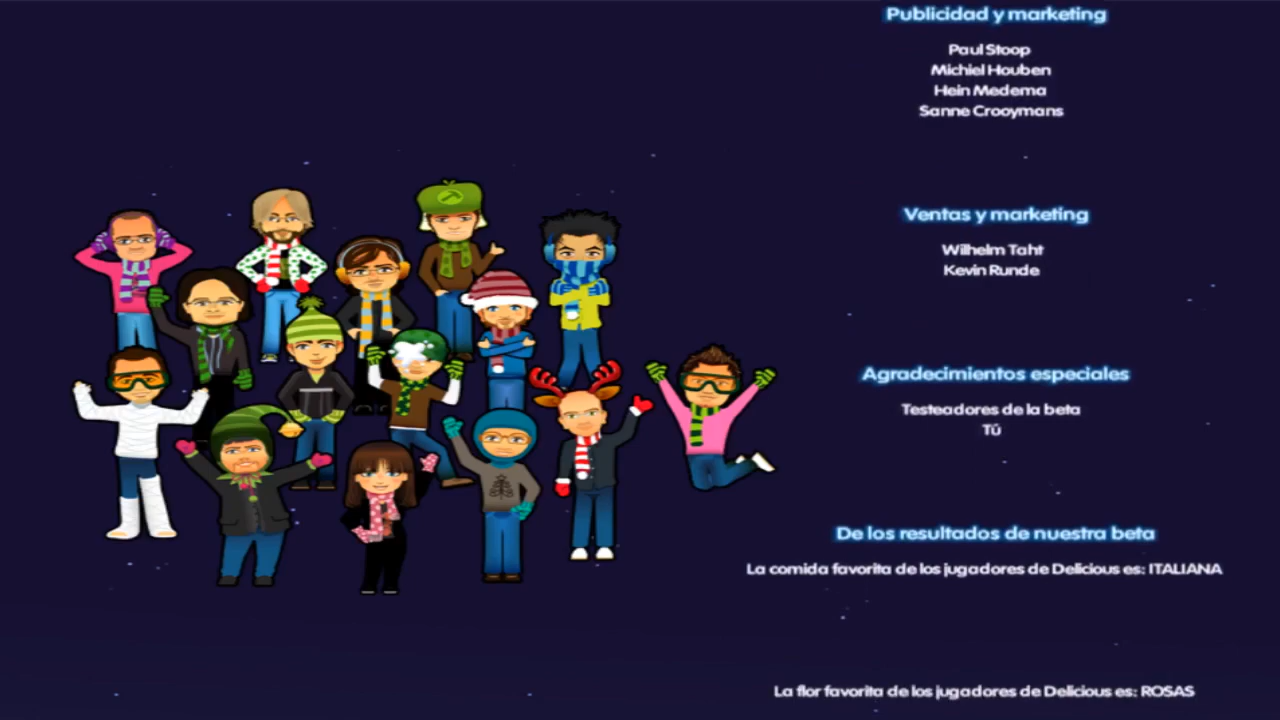 Publicidad y marketing
Paul Stoop
Michiel Houben
Hein Medema
Sanne Crooymans
Ventas y marketing
Wilhelm Taht
Kevin Runde
Agradecimientos especiales
Testeadores de la beta
Tú
De los resultados de nuestra beta
La comida favorita de los jugadores de Delicious es: ITALIANA
La flor favorita de los jugadores de Delicious es: ROSAS